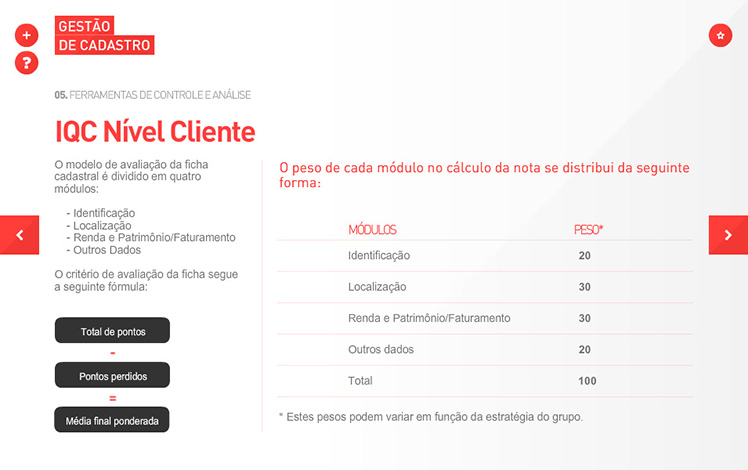 GESTÃO
DE CADASTRO
05. FERRAMENTAS DE CONTROLE E ANÁLISE
IQC Nível Cliente
O modelo de avaliação da ficha
cadastral é dividido em quatro
módulos:
- Identificação
- Localização
- Renda e Patrimônio/Faturamento
- Outros Dados
O critério de avaliação da ficha segue
a seguinte fórmula:
Total de pontos
-
Pontos perdidos
=
Média final ponderada
O peso de cada módulo no cálculo da nota se distribui da seguinte
forma:
MÓDULOS PESO*
Identificação 20
Localização 30
Renda e Patrimônio/Faturamento 30
Outros dados 20
Total 100
* Estes pesos podem variar em função da estratégia do grupo.